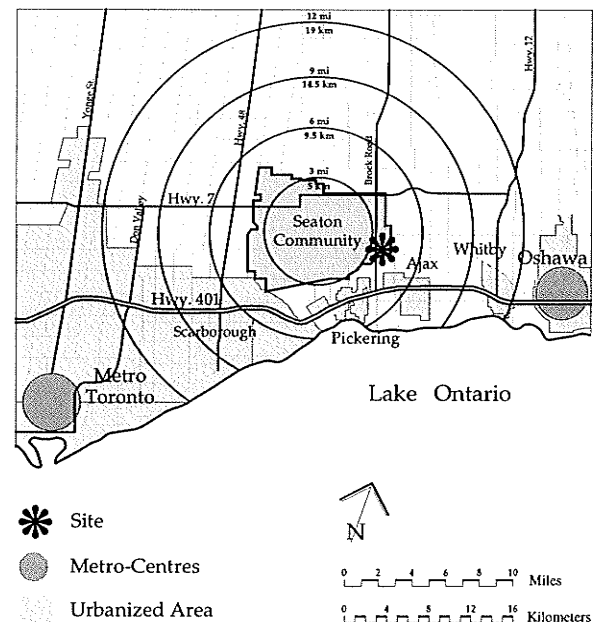 12 mi
19 km
9 mi
14.5 km
6 mi
9.5 km
3 mi
5 km
Yonge St.
Hwy. 48
Brock Road
Hwy. 12
Don Valley
Hwy. 7
Seaton
Community
Ajax
Whitby
Oshawa
Hwy. 401
Scarborough
Pickering
Metro
Toronto
Lake Ontario
N
Site
Metro-Centres
Urbanized Area
0 2 4 6 8 10 Miles
0 4 8 12 16 Kilometers